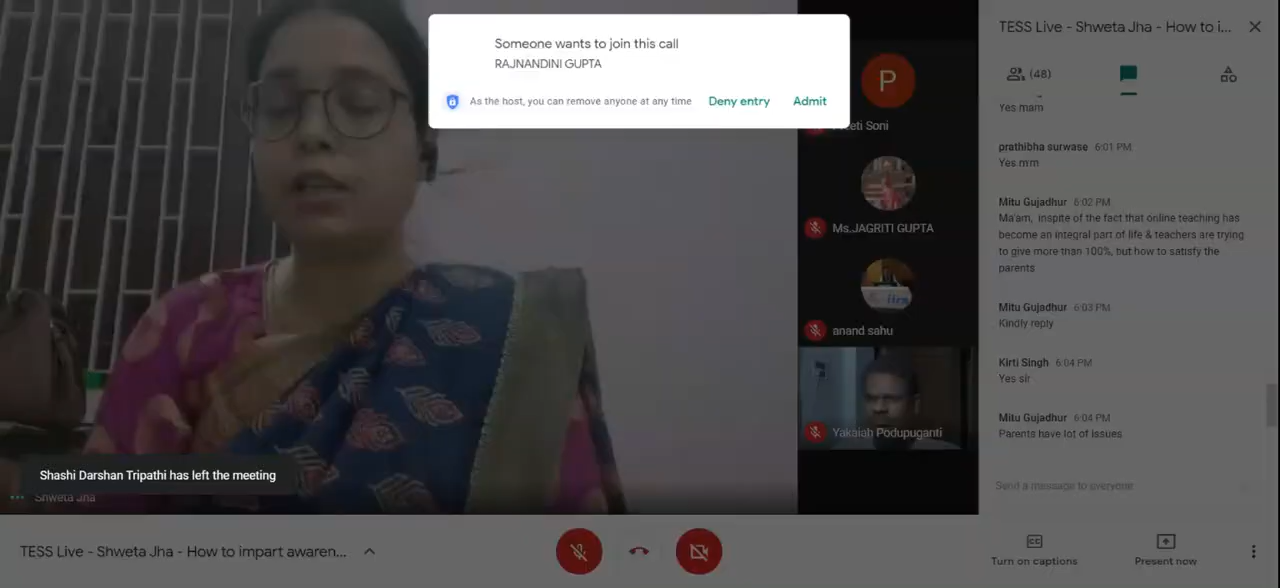 Someone wants to join this call
RAJNANDINI GUPTA
As the host, you can remove anyone at any time
Deny entry
Admit
P
eeti Soni
Ms.JAGRITI GUPTA
anand sahu
Yakaiah Podupuganti
Shashi Darshan Tripathi has left the meeting
Shweta Jha
TESS Live - Shweta Jha - How to i...
(48)
Yes mam
prathibha surwase 6:01 PM
Yes mm
Mitu Gujadhur 6:02 PM
Ma'am, inspite of the fact that online teaching has
become an integral part of life & teachers are trying
to give more than 100%, but how to satisfy the
parents
Mitu Gujadhur 6:03 PM
Kindly reply
Kirti Singh 6:04 PM
Yes sir
Mitu Gujadhur 6:04 PM
Parents have lot of issues
Send a message to everyone
TESS Live - Shweta Jha - How to impart awaren...
CC
Turn on captions
Present now